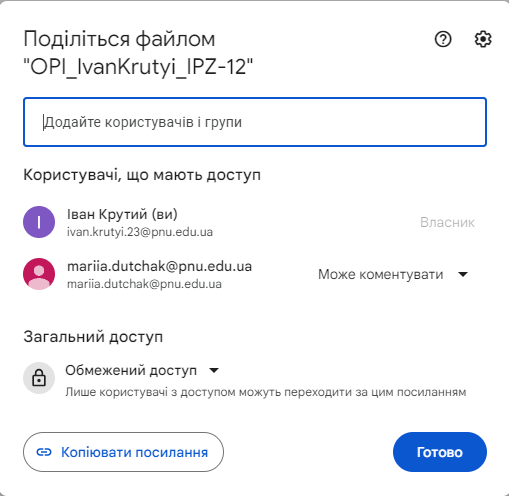 Поділіться файлом
"OPI_IvanKrutyi_IPZ-12"
Додайте користувачів і групи
Користувачі, що мають доступ
І
Іван Крутий (ви)
ivan.krutyi.23@pnu.edu.ua
Власник
mariia.dutchak@pnu.edu.ua
mariia.dutchak@pnu.edu.ua
Може коментувати
Загальний доступ
Обмежений доступ
Лише користувачі з доступом можуть переходити за цим посиланням
Копіювати посилання
Готово